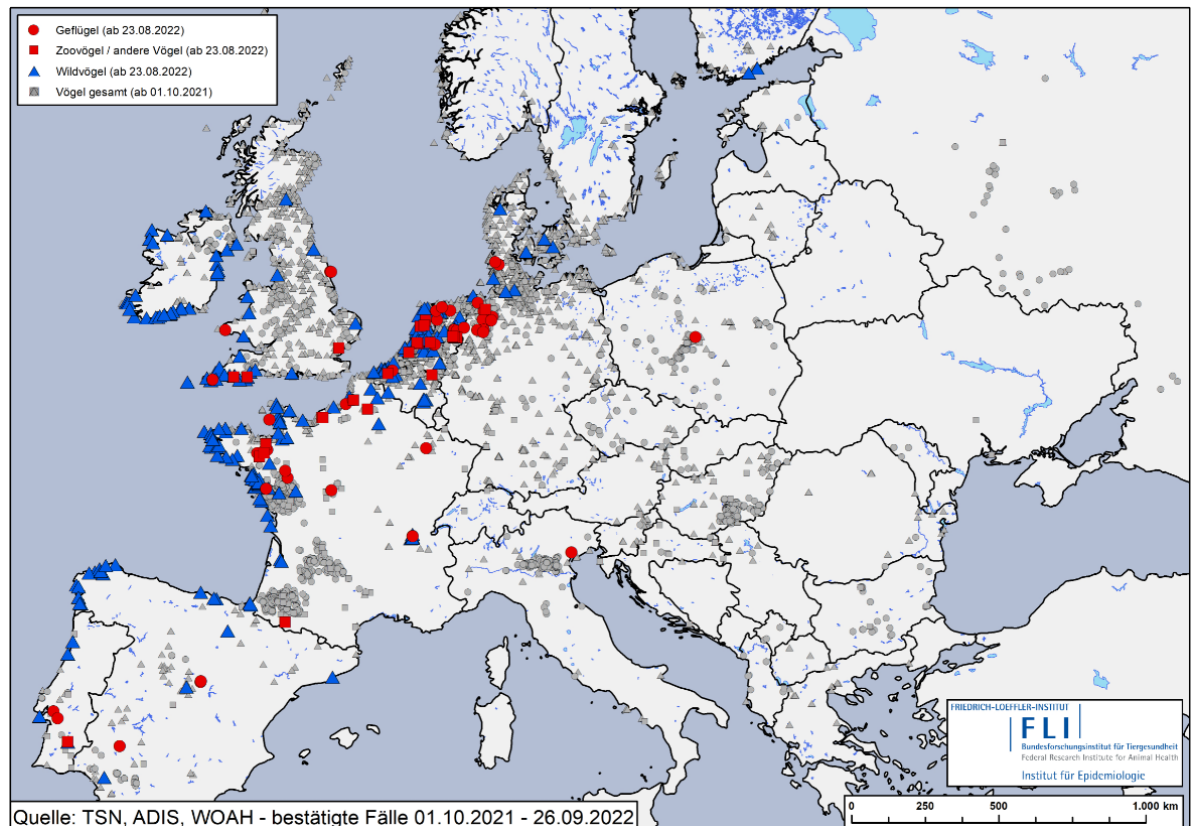 Geflügel (ab 23.08.2022)
Zoovögel / andere Vögel (ab 23.08.2022)
Wildvögel (ab 23.08.2022)
Vögel gesamt (ab 01.10.2021)
FRIEDRICH-LOEFFLER-INSTITUT
FLI
Bundesforschungsinstitut für Tiergesundheit
Federal Research Institute for Animal Health
Institut für Epidemiologie
0 250 500 1.000 km
Quelle: TSN, ADIS, WOAH - bestätigte Fälle 01.10.2021 - 26.09.2022